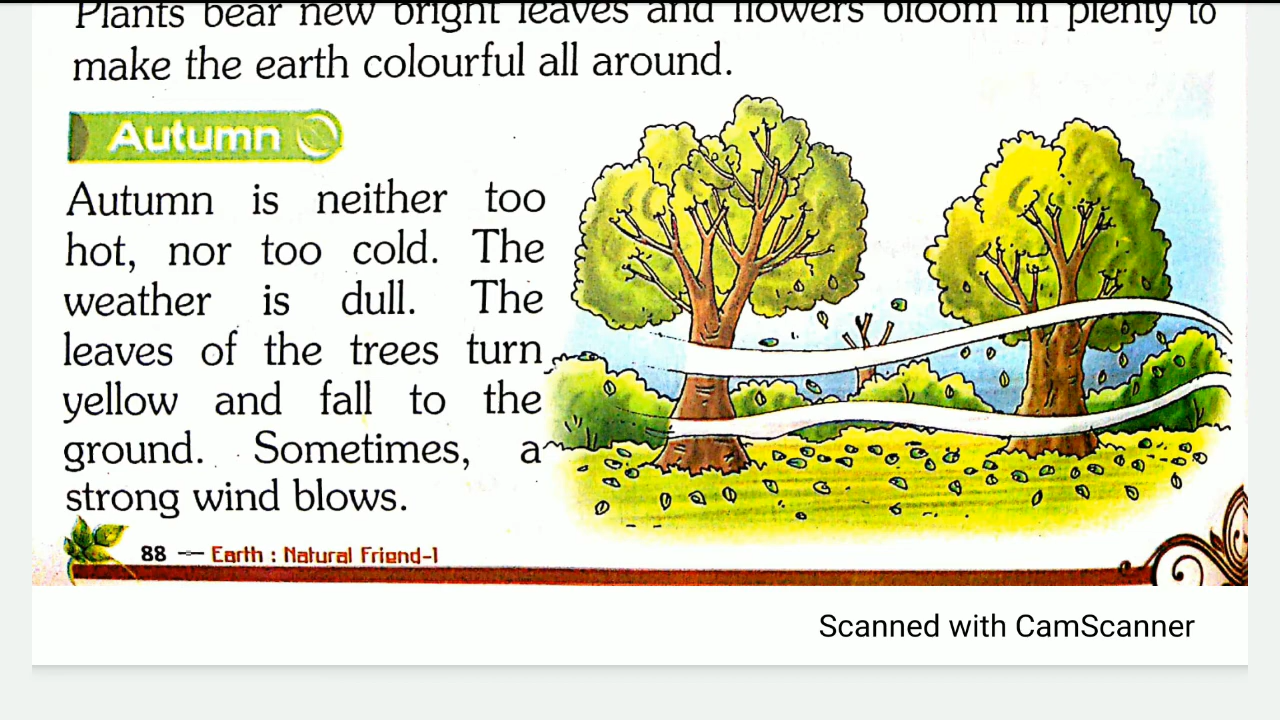 Plants bear new bright leaves and flowers bloom in plenty to
make the earth colourful all around.
Autumn
Autumn is neither too
hot, nor too cold. The
weather is dull. The
leaves of the trees turn
yellow and fall to the
ground. Sometimes, a
strong wind blows.
88 — Earth : Natural Friend-1
Scanned with CamScanner